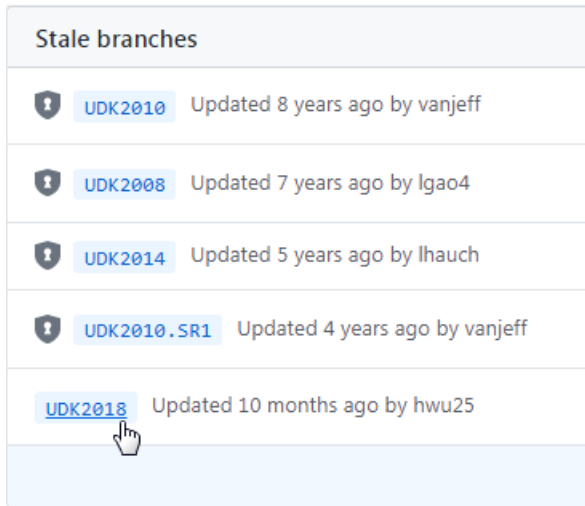 Stale branches
UDK2010 Updated 8 years ago by vanjeff
UDK2008 Updated 7 years ago by lgao4
UDK2014 Updated 5 years ago by lhauch
UDK2010.SR1 Updated 4 years ago by vanjeff
UDK2018 Updated 10 months ago by hwu25